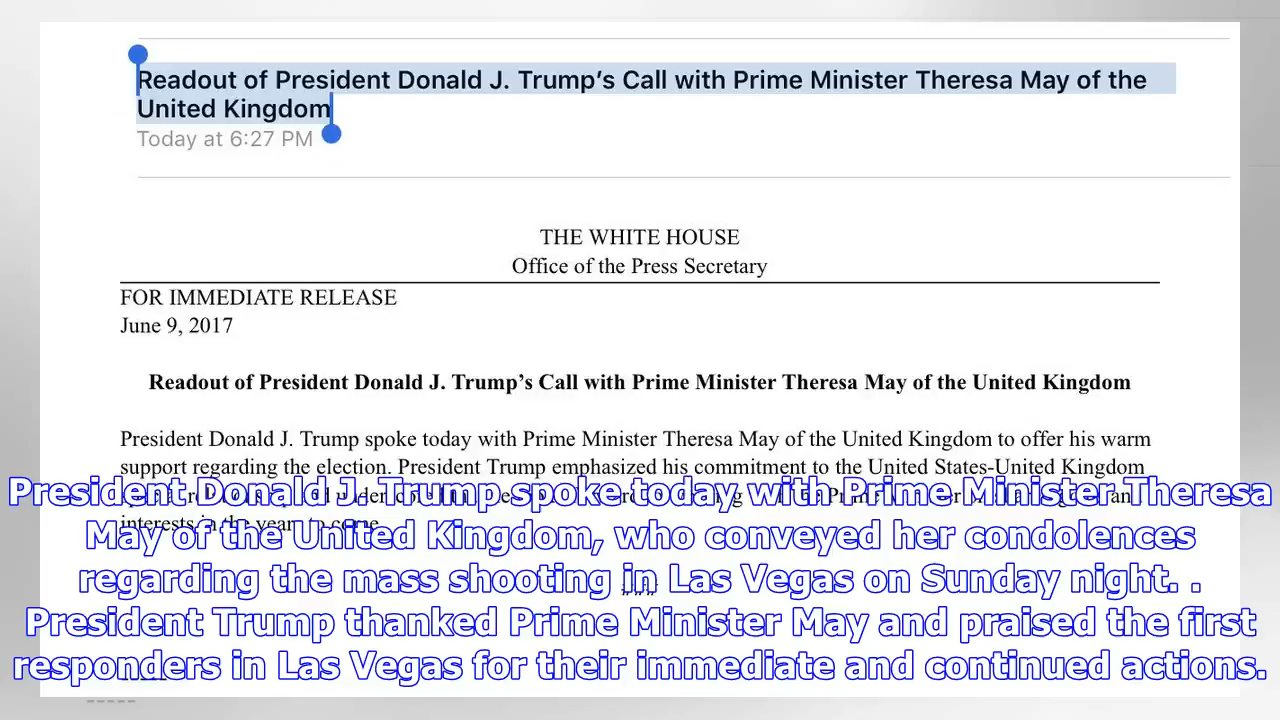 Readout of President Donald J. Trump’s Call with Prime Minister Theresa May of the
United Kingdom
Today at 6:27 PM
THE WHITE HOUSE
Office of the Press Secretary
FOR IMMEDIATE RELEASE
June 9, 2017
Readout of President Donald J. Trump’s Call with Prime Minister Theresa May of the United Kingdom
President Donald J. Trump spoke today with Prime Minister Theresa May of the United Kingdom to offer his warm
support regarding the election. President Trump emphasized his commitment to the United States-United Kingdom
interests in the years to come.
President Donald J. Trump spoke today with Prime Minister Theresa
May of the United Kingdom, who conveyed her condolences
regarding the mass shooting in Las Vegas on Sunday night. .
President Trump thanked Prime Minister May and praised the first
responders in Las Vegas for their immediate and continued actions.